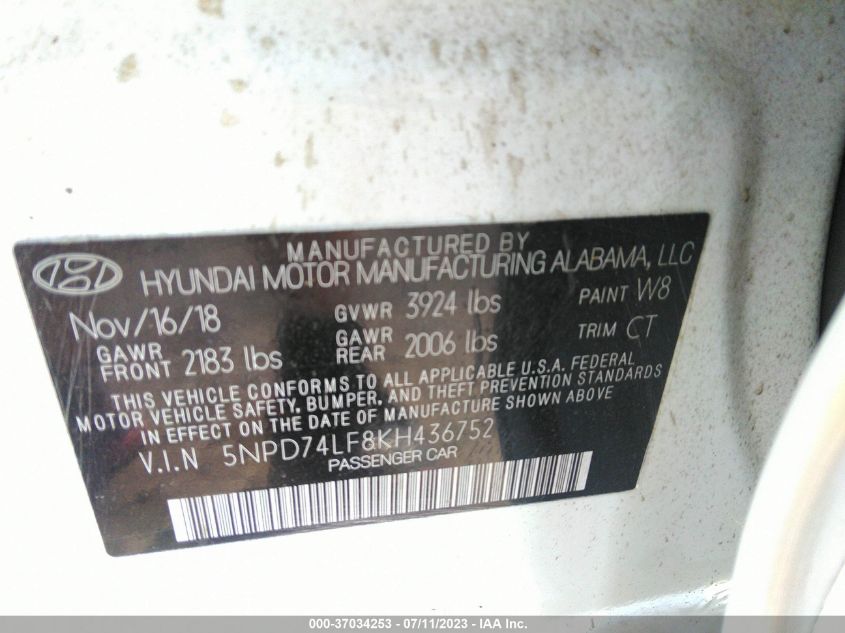 MANUFACTURED BY
HYUNDAI MOTOR MANUFACTURING ALABAMA, LLC
Nov/16/18 GVWR 3924 lbs PAINT W8
GAWR FRONT 2183 lbs GAWR REAR 2006 lbs TRIM CT
THIS VEHICLE CONFORMS TO ALL APPLICABLE U.S.A. FEDERAL
MOTOR VEHICLE SAFETY, BUMPER, AND THEFT PREVENTION STANDARDS
IN EFFECT ON THE DATE OF MANUFACTURE SHOWN ABOVE
V.I.N 5NPD74LF8KH436752
PASSENGER CAR
000-37034253 - 07/11/2023 - IAA Inc.